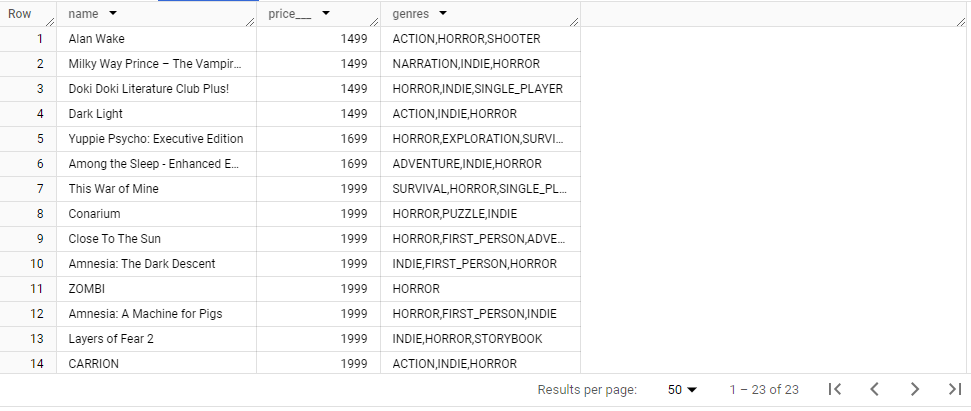 Row name price___ genres
1 Alan Wake 1499 ACTION,HORROR,SHOOTER
2 Milky Way Prince – The Vampir... 1499 NARRATION,INDIE,HORROR
3 Doki Doki Literature Club Plus! 1499 HORROR,INDIE,SINGLE_PLAYER
4 Dark Light 1499 ACTION,INDIE,HORROR
5 Yuppie Psycho: Executive Edition 1699 HORROR,EXPLORATION,SURVI...
6 Among the Sleep - Enhanced E... 1699 ADVENTURE,INDIE,HORROR
7 This War of Mine 1999 SURVIVAL,HORROR,SINGLE_PL...
8 Conarium 1999 HORROR,PUZZLE,INDIE
9 Close To The Sun 1999 HORROR,FIRST_PERSON,ADVE...
10 Amnesia: The Dark Descent 1999 INDIE,FIRST_PERSON,HORROR
11 ZOMBI 1999 HORROR
12 Amnesia: A Machine for Pigs 1999 HORROR,FIRST_PERSON,INDIE
13 Layers of Fear 2 1999 INDIE,HORROR,STORYBOOK
14 CARRION 1999 ACTION,INDIE,HORROR
Results per page: 50 1 – 23 of 23